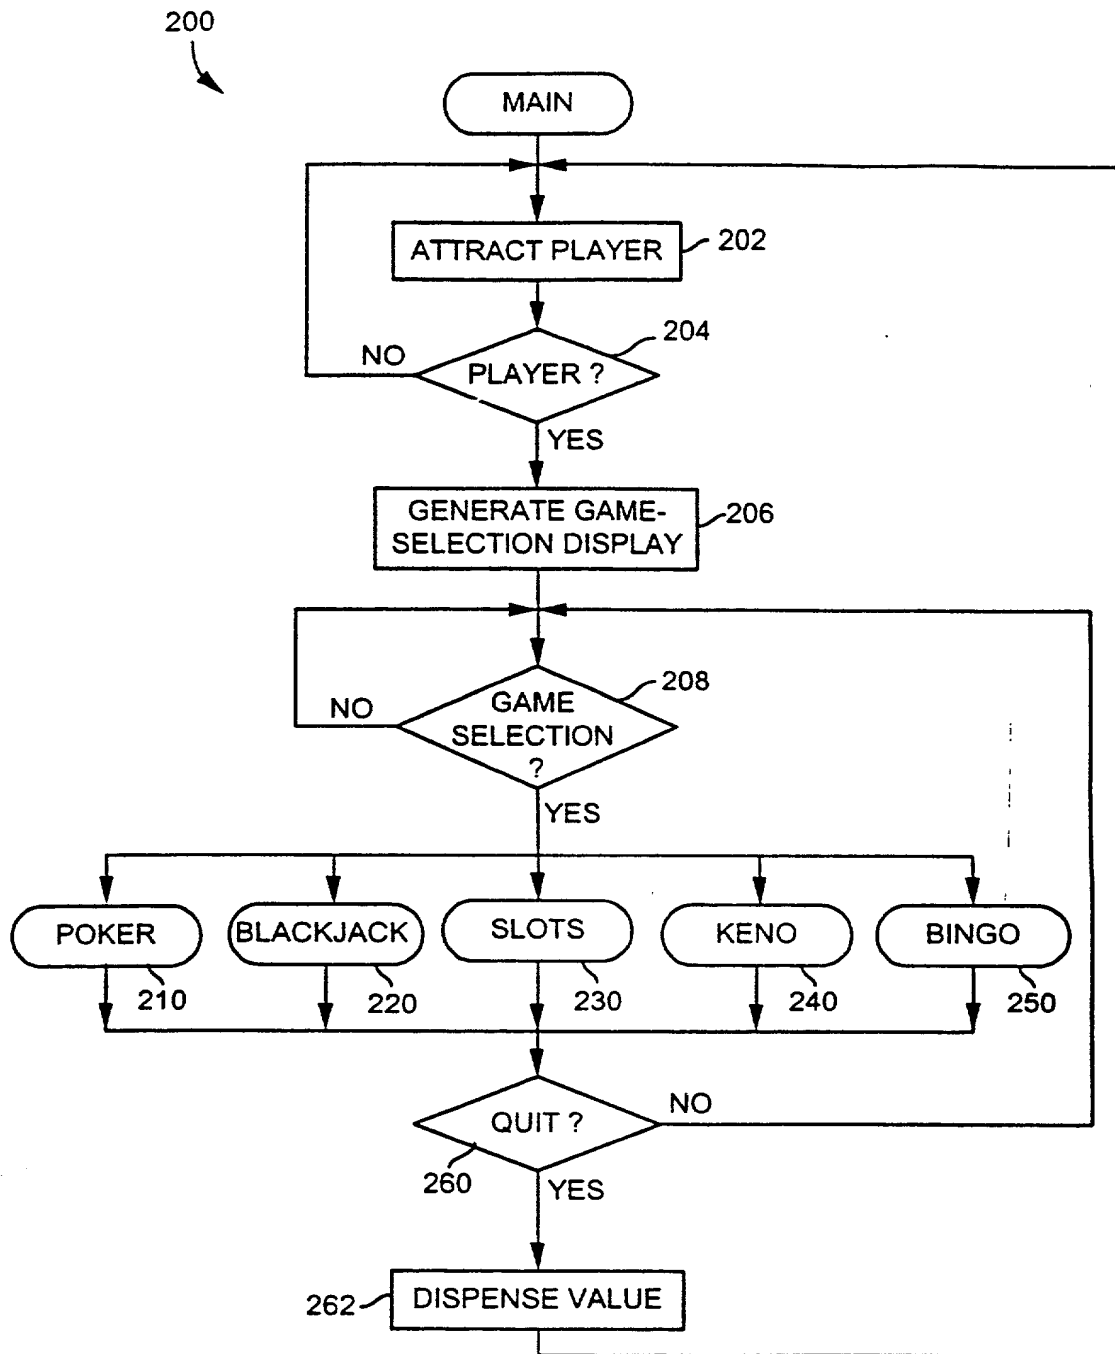 200
MAIN
ATTRACT PLAYER
202
204
NO
PLAYER ?
YES
GENERATE GAME-
SELECTION DISPLAY
206
208
NO
GAME
SELECTION
?
YES
POKER
BLACKJACK
SLOTS
KENO
BINGO
210
220
230
240
250
QUIT ?
NO
260
YES
262
DISPENSE VALUE